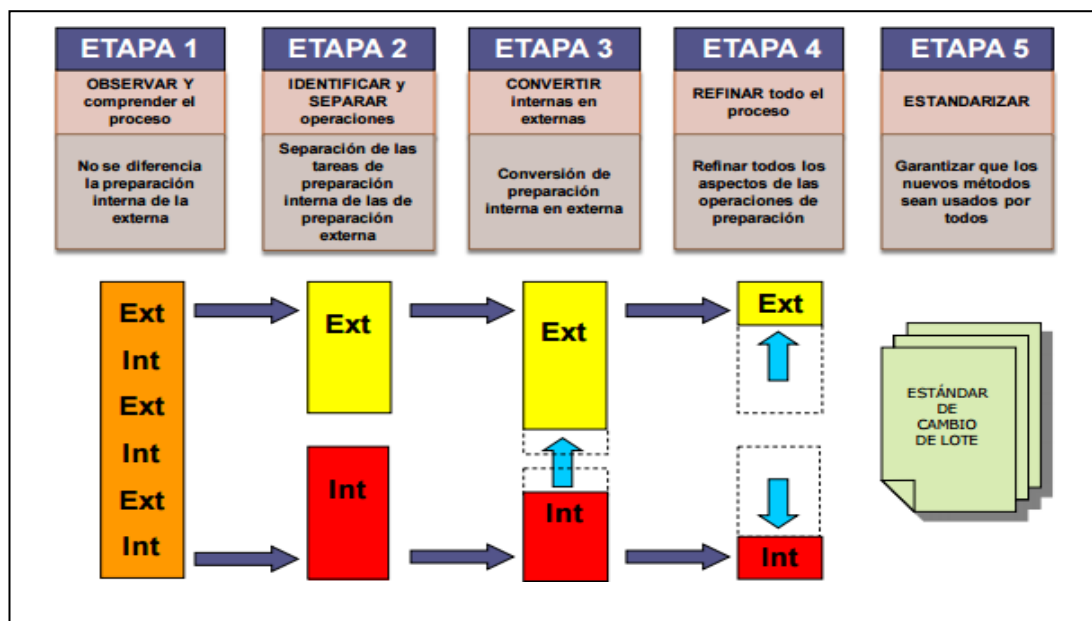 ETAPA 1
OBSERVAR Y
comprender el
proceso
No se diferencia
la preparación
interna de la
externa
ETAPA 2
IDENTIFICAR y
SEPARAR
operaciones
Separación de las
tareas de
preparación
interna de las de
preparación
externa
ETAPA 3
CONVERTIR
internas en
externas
Conversión de
preparación
interna en externa
ETAPA 4
REFINAR todo el
proceso
Refinar todos los
aspectos de las
operaciones de
preparación
ETAPA 5
ESTANDARIZAR
Garantizar que los
nuevos métodos
sean usados por
todos
Ext
Int
Ext
Int
Ext
Int
Ext
Int
Ext
Int
Ext
Int
ESTÁNDAR
DE
CAMBIO
DE LOTE